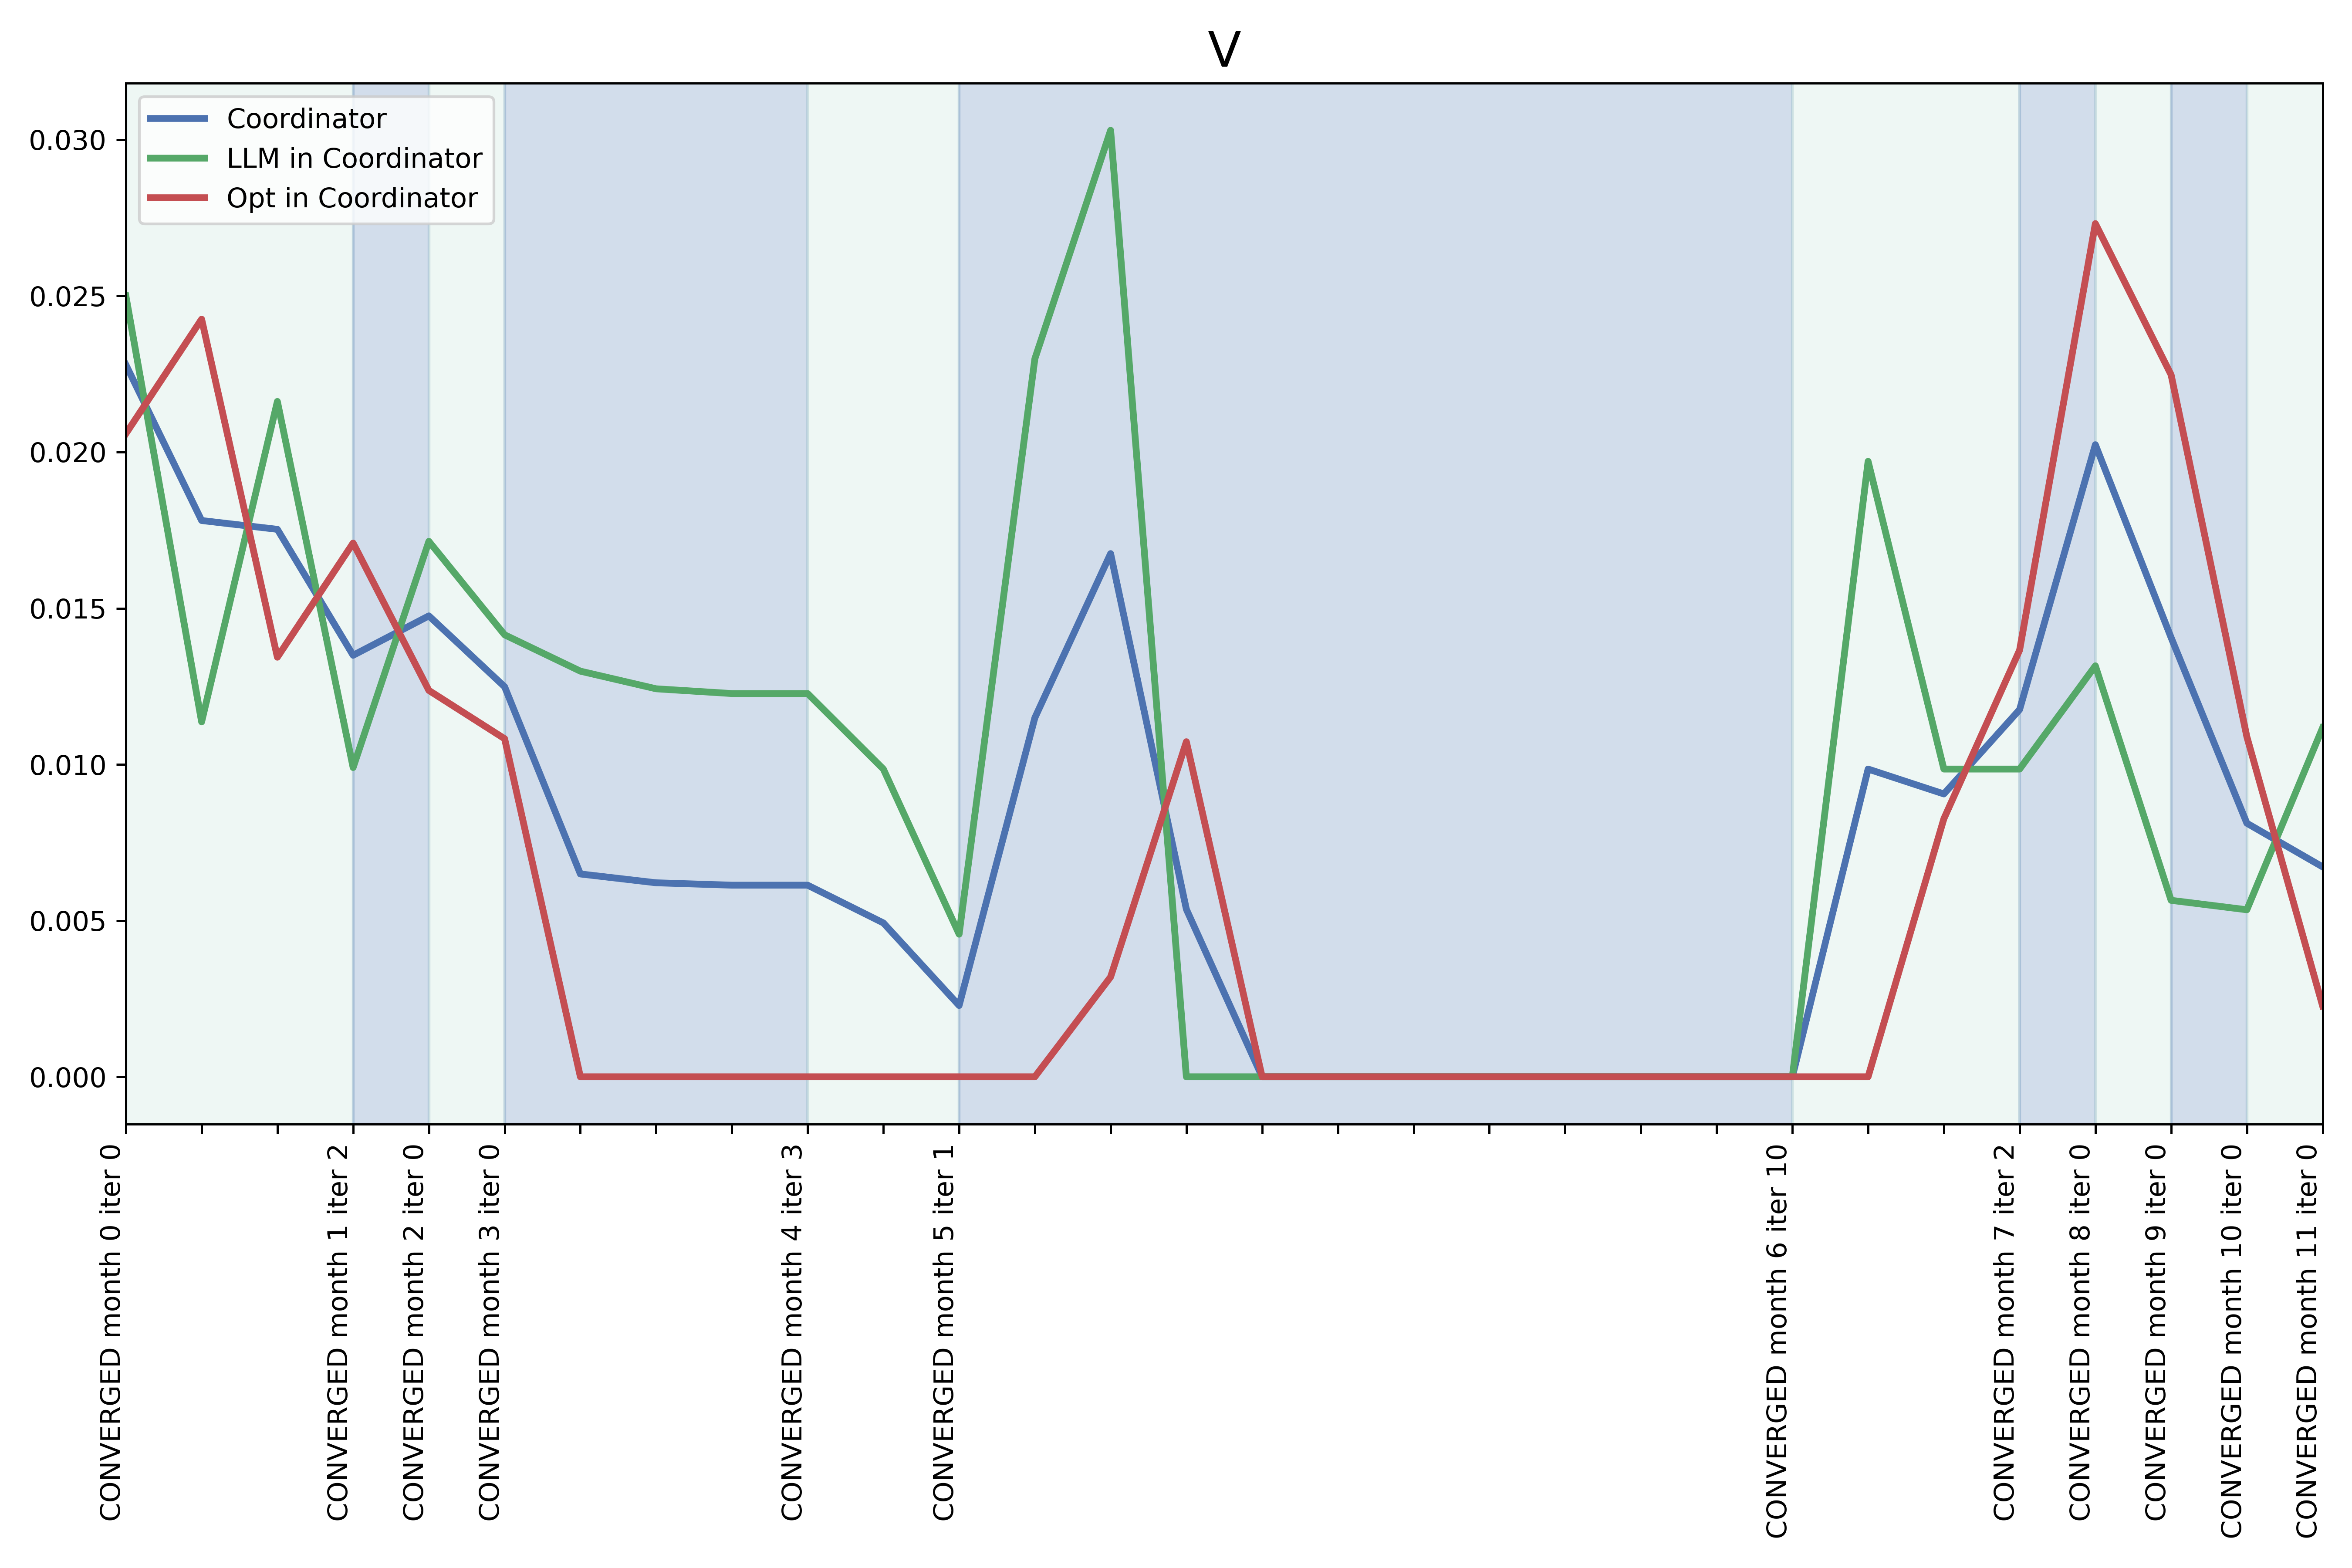 V
Coordinator
LLM in Coordinator
Opt in Coordinator
0.030
0.025
0.020
0.015
0.010
0.005
0.000
CONVERGED month 0 iter 0
CONVERGED month 1 iter 2
CONVERGED month 2 iter 0
CONVERGED month 3 iter 0
CONVERGED month 4 iter 3
CONVERGED month 5 iter 1
CONVERGED month 6 iter 10
CONVERGED month 7 iter 2
CONVERGED month 8 iter 0
CONVERGED month 9 iter 0
CONVERGED month 10 iter 0
CONVERGED month 11 iter 0